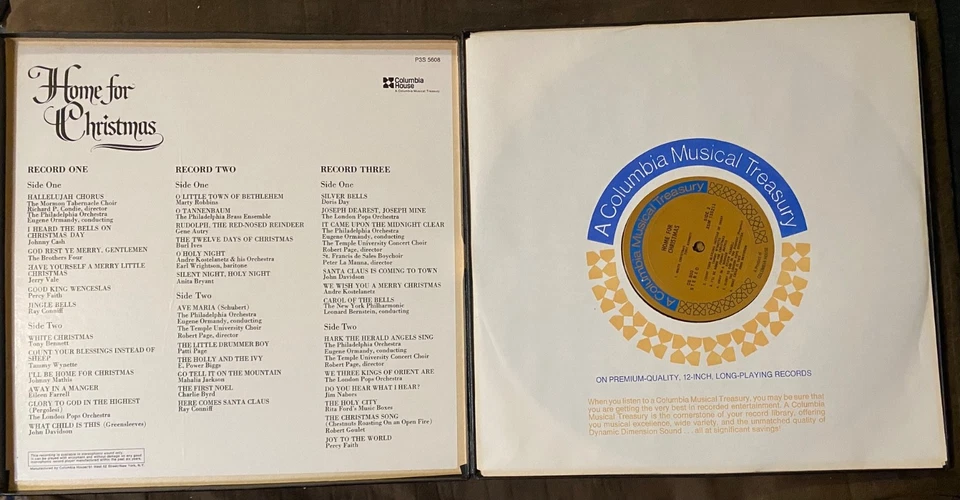 P3S 5608
Home for
Christmas
Columbia
House
A Columbia Musical Treasury
RECORD ONE
Side One
HALLELUJAH CHORUS
The Mormon Tabernacle Choir
Richard P. Condie, director
The Philadelphia Orchestra
Eugene Ormandy, conducting
I HEARD THE BELLS ON
CHRISTMAS DAY
Johnny Cash
GOD REST YE MERRY, GENTLEMEN
The Brothers Four
HAVE YOURSELF A MERRY LITTLE
CHRISTMAS
Jerry Vale
GOOD KING WENCESLAS
Percy Faith
JINGLE BELLS
Ray Conniff
Side Two
WHITE CHRISTMAS
Tony Bennett
COUNT YOUR BLESSINGS INSTEAD OF
SHEEP
Tammy Wynette
I'LL BE HOME FOR CHRISTMAS
Johnny Mathis
AWAY IN A MANGER
Eileen Farrell
GLORY TO GOD IN THE HIGHEST
(Pergolesi)
The London Pops Orchestra
WHAT CHILD IS THIS (Greensleeves)
John Davidson
RECORD TWO
Side One
O LITTLE TOWN OF BETHLEHEM
Marty Robbins
O TANNENBAUM
The Philadelphia Brass Ensemble
RUDOLPH, THE RED-NOSED REINDEER
Gene Autry
THE TWELVE DAYS OF CHRISTMAS
Burl Ives
O HOLY NIGHT
Andre Kostelanetz & his Orchestra
Earl Wrightson, baritone
SILENT NIGHT, HOLY NIGHT
Anita Bryant
Side Two
AVE MARIA (Schubert)
The Philadelphia Orchestra
Eugene Ormandy, conducting
The Temple University Choir
Robert Page, director
THE LITTLE DRUMMER BOY
Patti Page
THE HOLLY AND THE IVY
E. Power Biggs
GO TELL IT ON THE MOUNTAIN
Mahalia Jackson
THE FIRST NOEL
Charlie Byrd
HERE COMES SANTA CLAUS
Ray Conniff
RECORD THREE
Side One
SILVER BELLS
Doris Day
JOSEPH DEAREST, JOSEPH MINE
The London Pops Orchestra
IT CAME UPON THE MIDNIGHT CLEAR
The Philadelphia Orchestra
Eugene Ormandy, conducting
The Temple University Concert Choir
Robert Page, director
St. Francis de Sales Boychoir
Peter La Manna, director
SANTA CLAUS IS COMING TO TOWN
John Davidson
WE WISH YOU A MERRY CHRISTMAS
Andre Kostelanetz
CAROL OF THE BELLS
The New York Philharmonic
Leonard Bernstein, conducting
Side Two
HARK THE HERALD ANGELS SING
The Philadelphia Orchestra
Eugene Ormandy, conducting
The Temple University Concert Choir
Robert Page, director
WE THREE KINGS OF ORIENT ARE
The London Pops Orchestra
DO YOU HEAR WHAT I HEAR?
Jim Nabors
THE HOLY CITY
Rita Ford's Music Boxes
THE CHRISTMAS SONG
(Chestnuts Roasting On an Open Fire)
Robert Goulet
JOY TO THE WORLD
Percy Faith
A Columbia Musical Treasury
A Columbia Musical Treasury
HOME FOR
CHRISTMAS
STEREO
ON PREMIUM-QUALITY, 12-INCH, LONG-PLAYING RECORDS
When you listen to a Columbia Musical Treasury, you may be sure that
you are getting the very best in recorded entertainment. A Columbia
Musical Treasury is the cornerstone of your record library, offering
you musical excellence, wide variety, and the unmatched quality of
Dynamic Dimension Sound . . . all at significant savings!